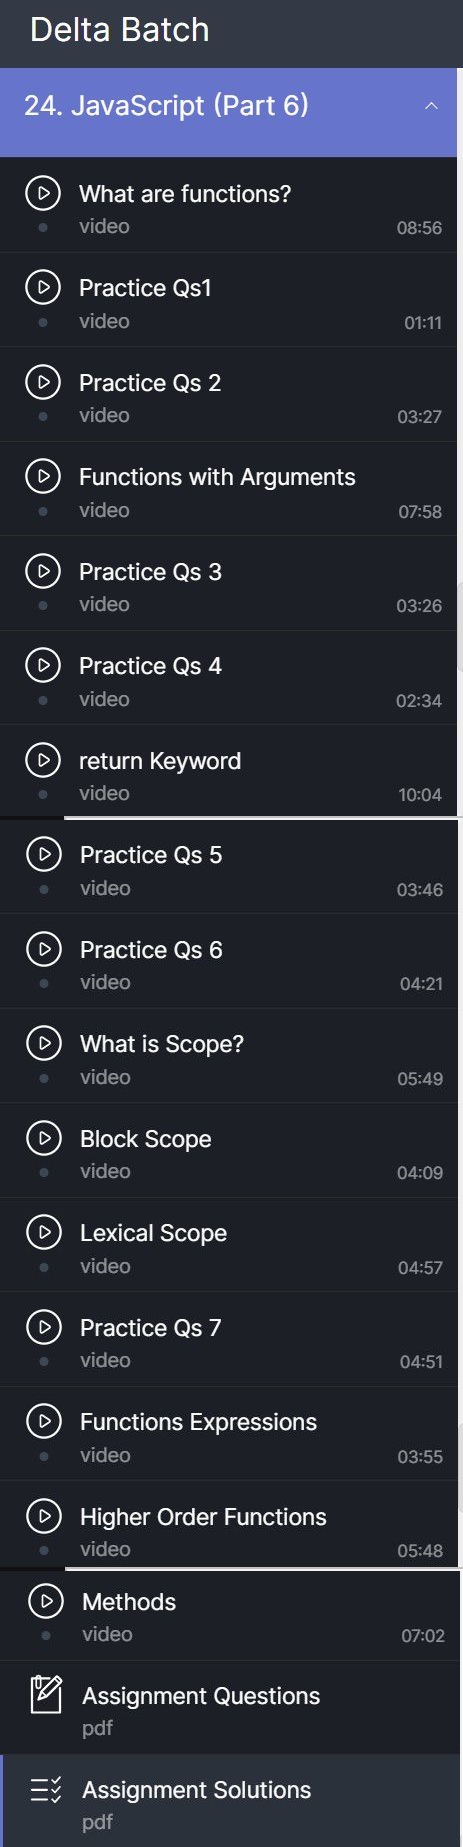 Delta Batch
24. JavaScript (Part 6)
What are functions?
video 08:56
Practice Qs1
video 01:11
Practice Qs 2
video 03:27
Functions with Arguments
video 07:58
Practice Qs 3
video 03:26
Practice Qs 4
video 02:34
return Keyword
video 10:04
Practice Qs 5
video 03:46
Practice Qs 6
video 04:21
What is Scope?
video 05:49
Block Scope
video 04:09
Lexical Scope
video 04:57
Practice Qs 7
video 04:51
Functions Expressions
video 03:55
Higher Order Functions
video 05:48
Methods
video 07:02
Assignment Questions
pdf
Assignment Solutions
pdf